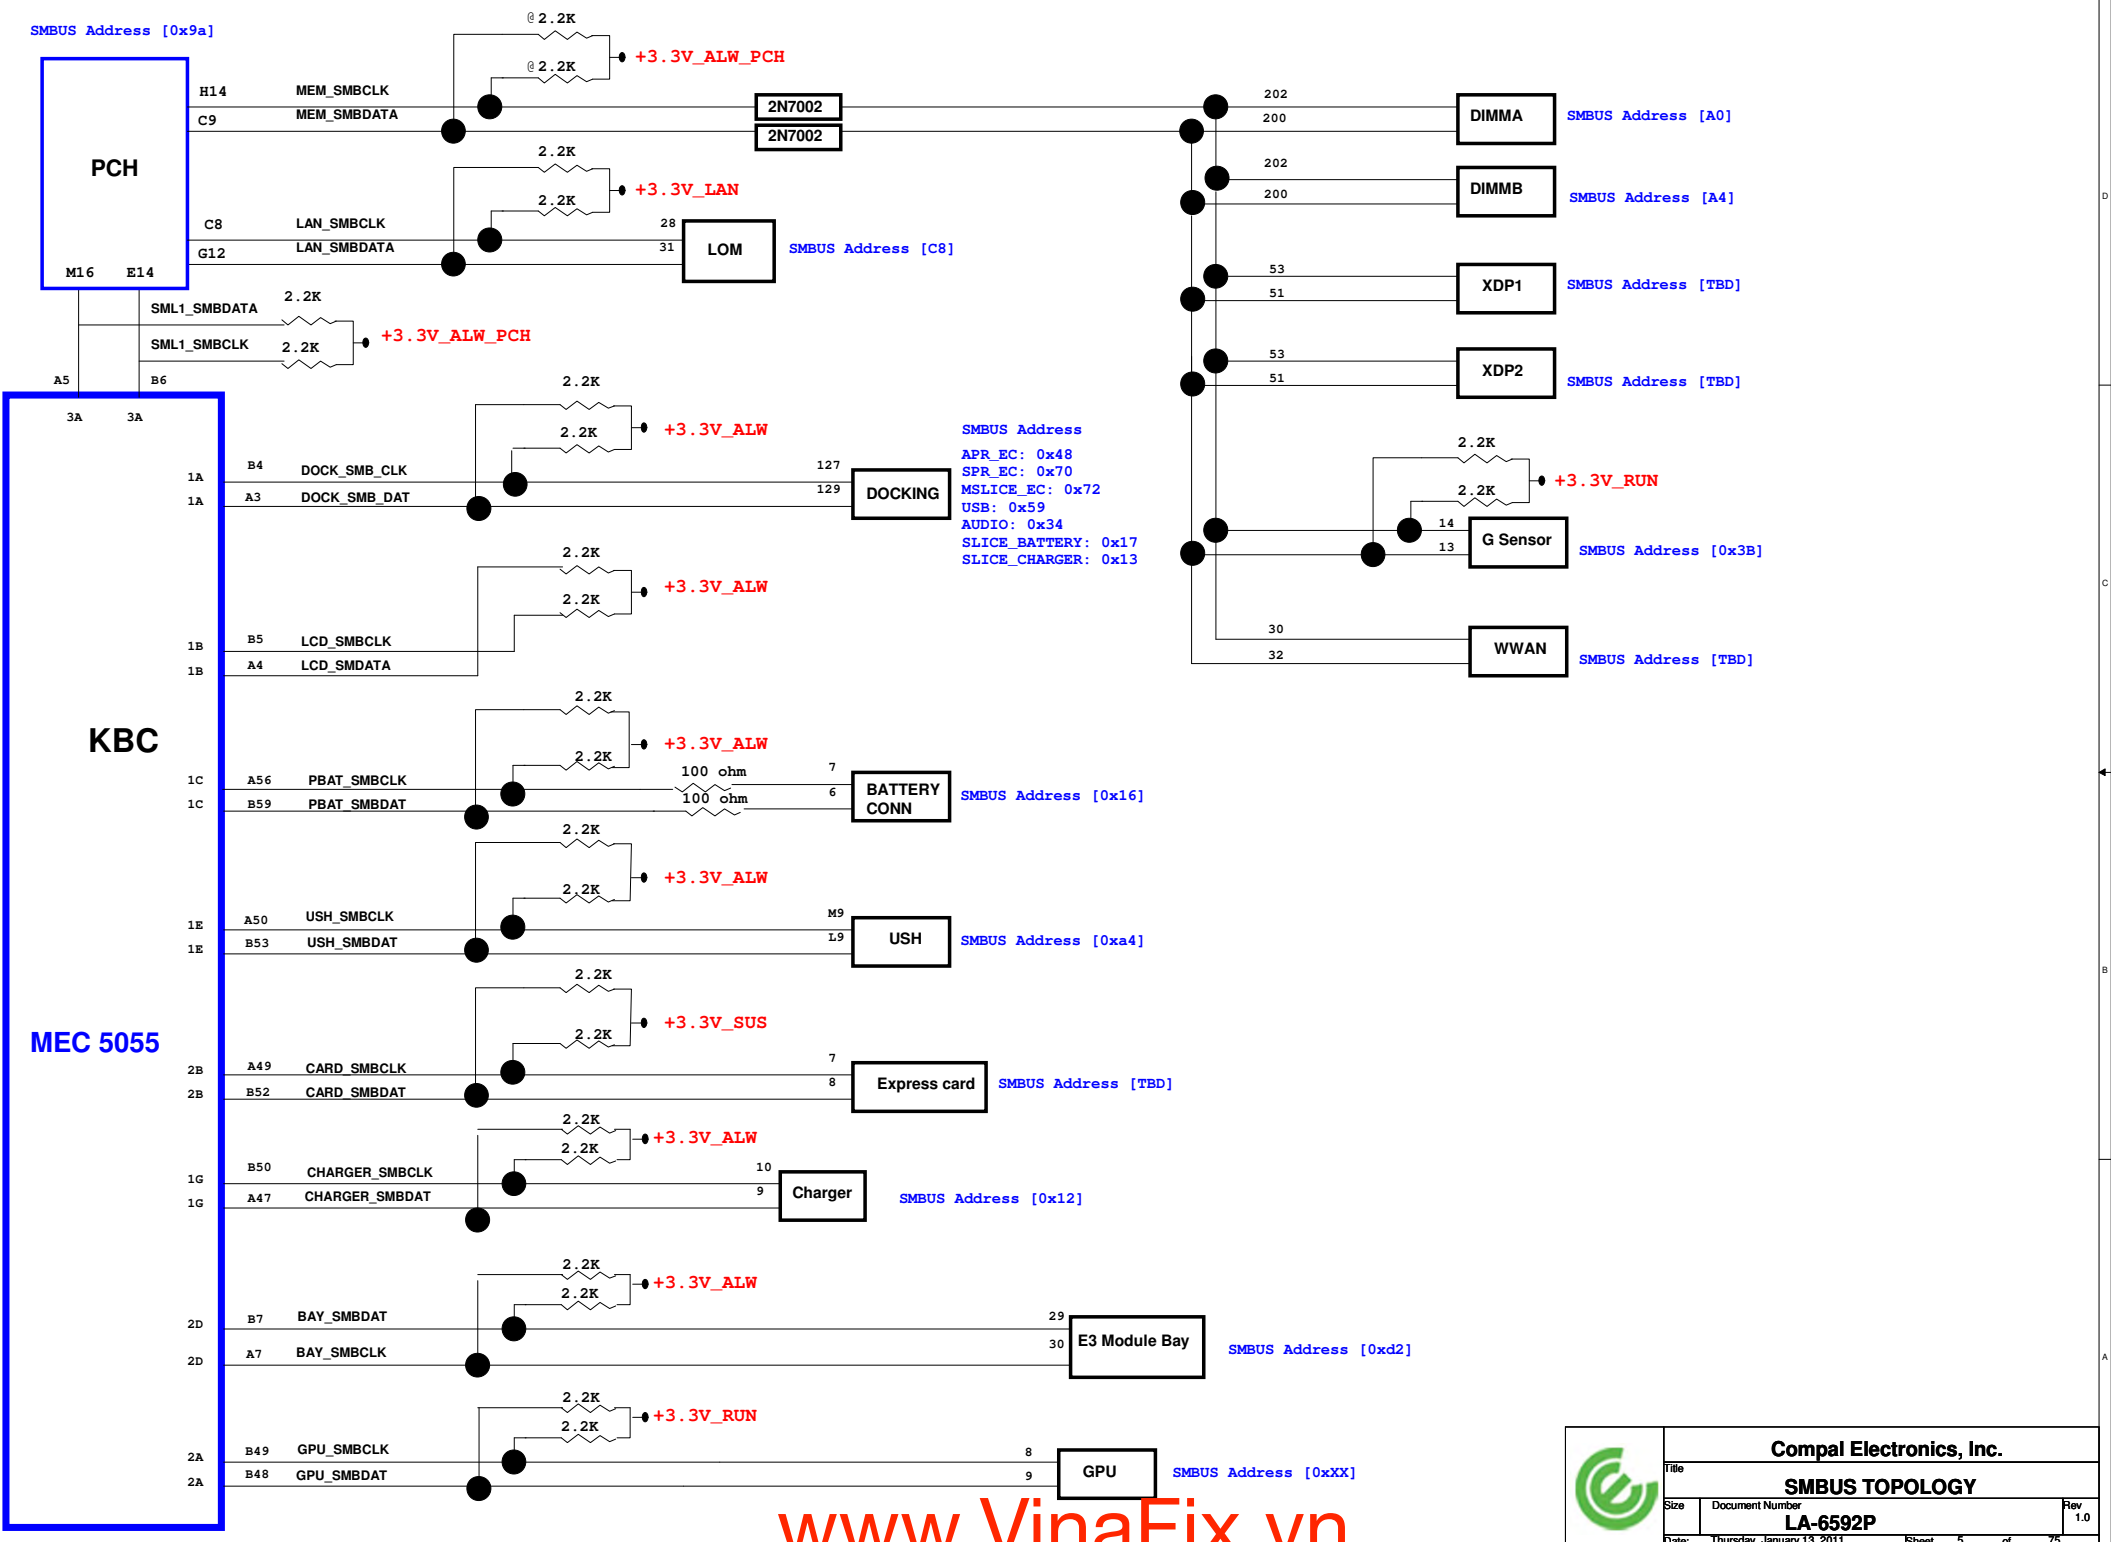 SMBUS Address [0x9a]
@ 2.2K
+3.3V_ALW_PCH
@ 2.2K
H14 MEM_SMBCLK
C9 MEM_SMBDATA
2N7002
2N7002
202
200
DIMMA
SMBUS Address [A0]
PCH
2.2K
+3.3V_LAN
2.2K
202
200
DIMMB
SMBUS Address [A4]
C8 LAN_SMBCLK
G12 LAN_SMBDATA
28
31
LOM
SMBUS Address [C8]
M16 E14
53
51
XDP1
SMBUS Address [TBD]
SML1_SMBDATA
2.2K
+3.3V_ALW_PCH
SML1_SMBCLK
2.2K
53
51
XDP2
SMBUS Address [TBD]
A5 B6
3A 3A
2.2K
+3.3V_ALW
2.2K
1A B4 DOCK_SMB_CLK
1A A3 DOCK_SMB_DAT
127
129
DOCKING
SMBUS Address
APR_EC: 0x48
SPR_EC: 0x70
MSLICE_EC: 0x72
USB: 0x59
AUDIO: 0x34
SLICE_BATTERY: 0x17
SLICE_CHARGER: 0x13
2.2K
+3.3V_RUN
2.2K
14
13
G Sensor
SMBUS Address [0x3B]
2.2K
+3.3V_ALW
2.2K
1B B5 LCD_SMBCLK
1B A4 LCD_SMDATA
30
32
WWAN
SMBUS Address [TBD]
KBC
2.2K
+3.3V_ALW
2.2K
1C A56 PBAT_SMBCLK
1C B59 PBAT_SMBDAT
100 ohm
100 ohm
7
6
BATTERY
CONN
SMBUS Address [0x16]
2.2K
+3.3V_ALW
2.2K
1E A50 USH_SMBCLK
1E B53 USH_SMBDAT
M9
L9
USH
SMBUS Address [0xa4]
2.2K
+3.3V_SUS
2.2K
MEC 5055
2B A49 CARD_SMBCLK
2B B52 CARD_SMBDAT
7
8
Express card
SMBUS Address [TBD]
2.2K
+3.3V_ALW
2.2K
1G B50 CHARGER_SMBCLK
1G A47 CHARGER_SMBDAT
10
9
Charger
SMBUS Address [0x12]
2.2K
+3.3V_ALW
2.2K
2D B7 BAY_SMBDAT
2D A7 BAY_SMBCLK
29
30
E3 Module Bay
SMBUS Address [0xd2]
2.2K
+3.3V_RUN
2.2K
2A B49 GPU_SMBCLK
2A B48 GPU_SMBDAT
8
9
GPU
SMBUS Address [0xXX]
D
C
B
A
www.VinaFix.vn
Compal Electronics, Inc.
Title
SMBUS TOPOLOGY
Size Document Number Rev
LA-6592P 1.0
Date: Thursday, January 13, 2011 Sheet 5 of 75